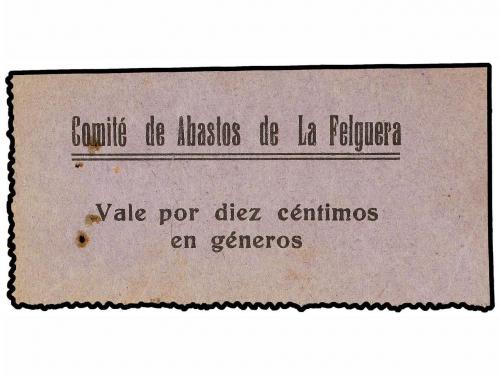 Comité de Abastos de La Felguera
Vale por diez céntimos
en géneros